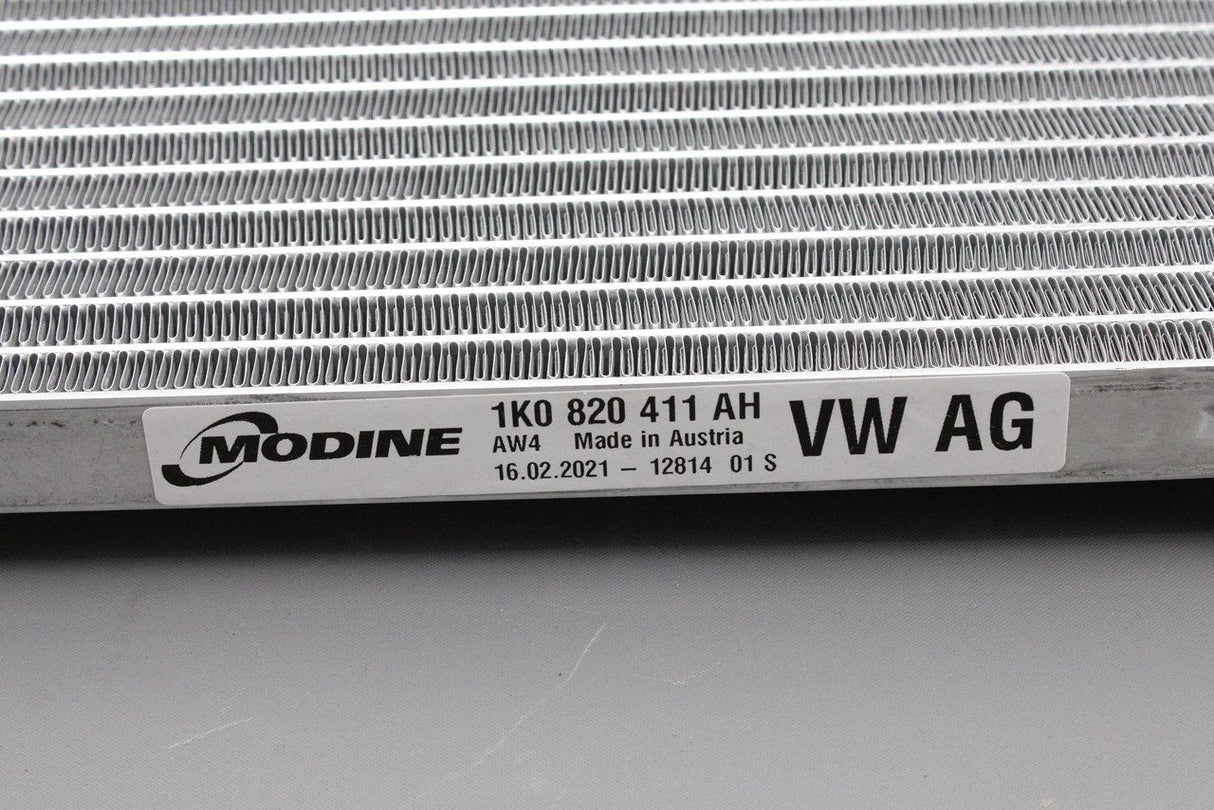 MODINE
1K0 820 411 AH
AW4 Made in Austria
16.02.2021 – 12814 01 S
VW AG